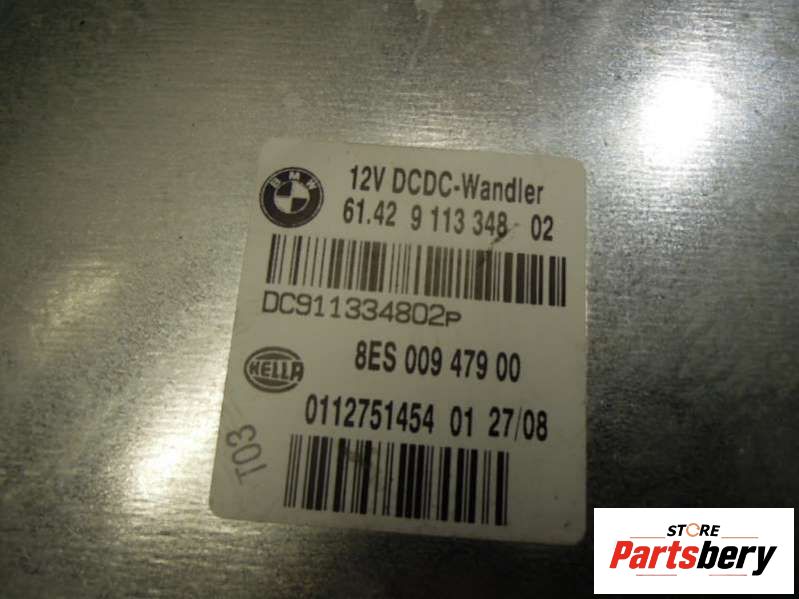 BMW
12V DCDC-Wandler
61.42 9 113 348 02
DC911334802P
HELLA
8ES 009 479 00
0112751454 01 27/08
T03
STORE
Partsbery